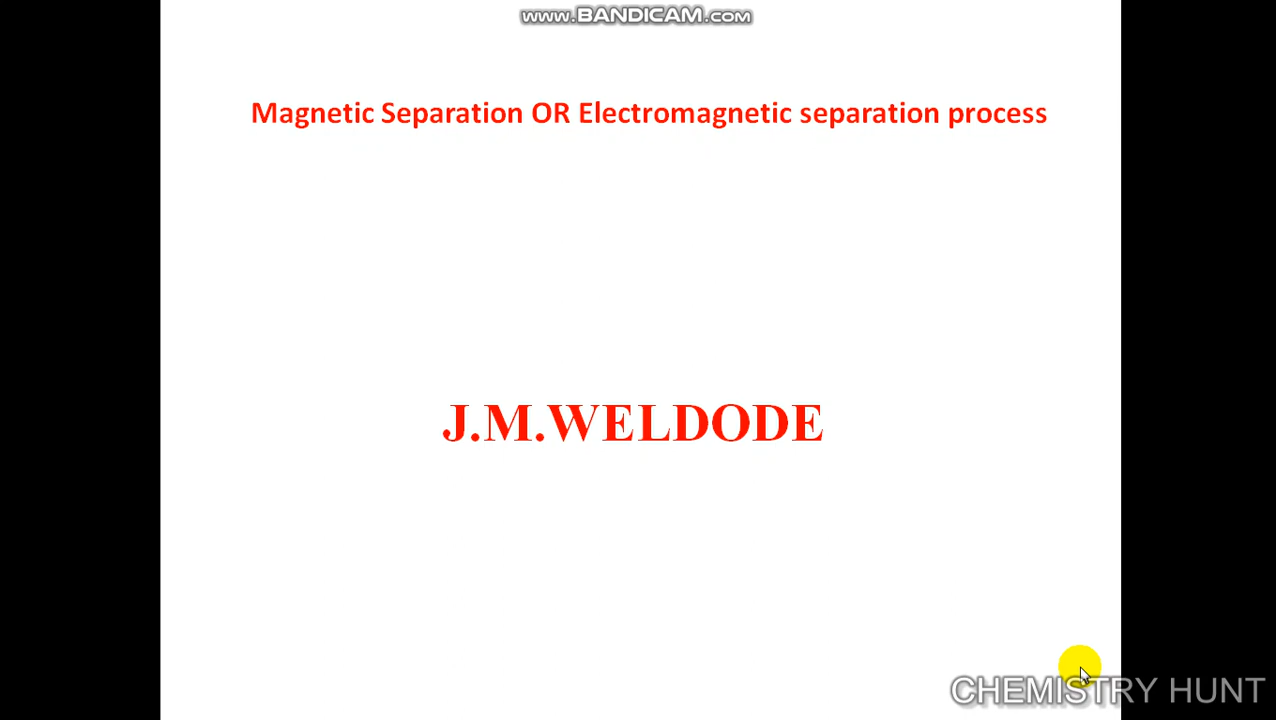 www.BANDICAM.com
Magnetic Separation OR Electromagnetic separation process
J.M.WELDODE
CHEMISTRY HUNT